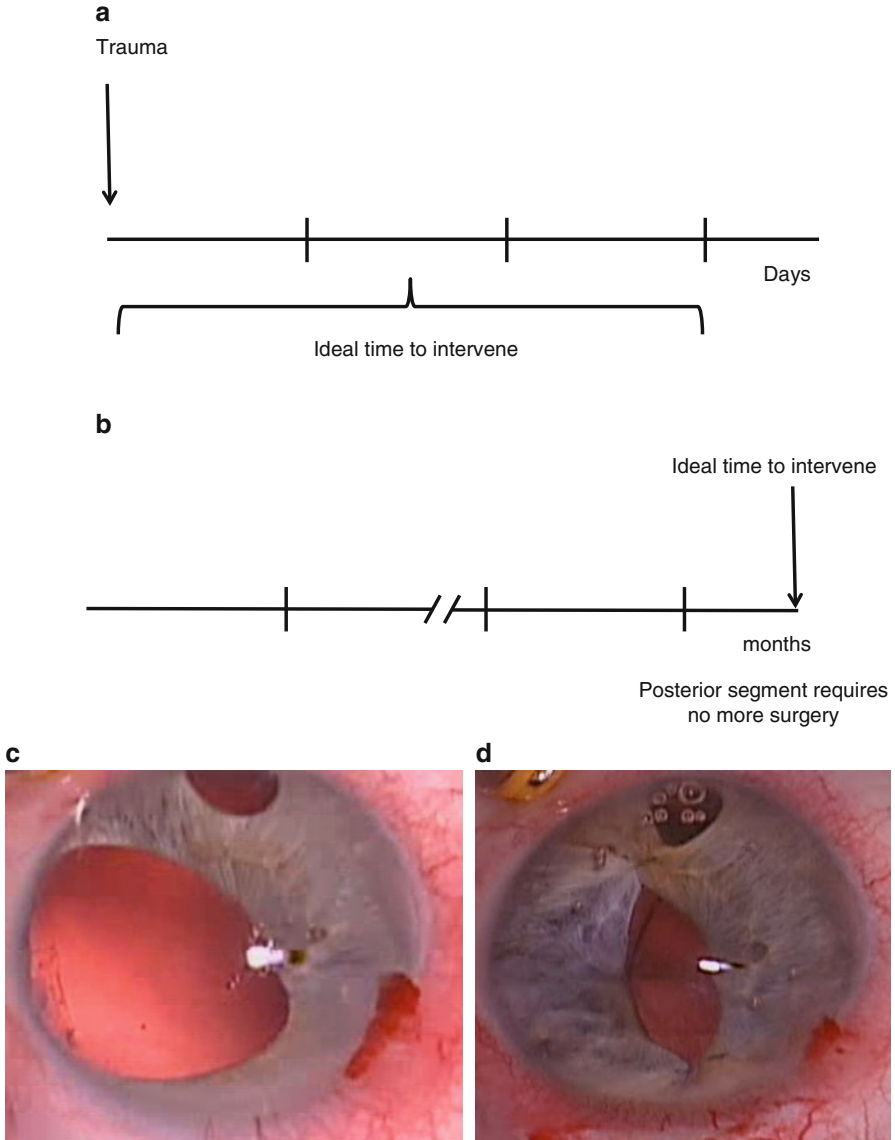 a
Trauma
Days
Ideal time to intervene
b
Ideal time to intervene
months
Posterior segment requires
no more surgery
c
d